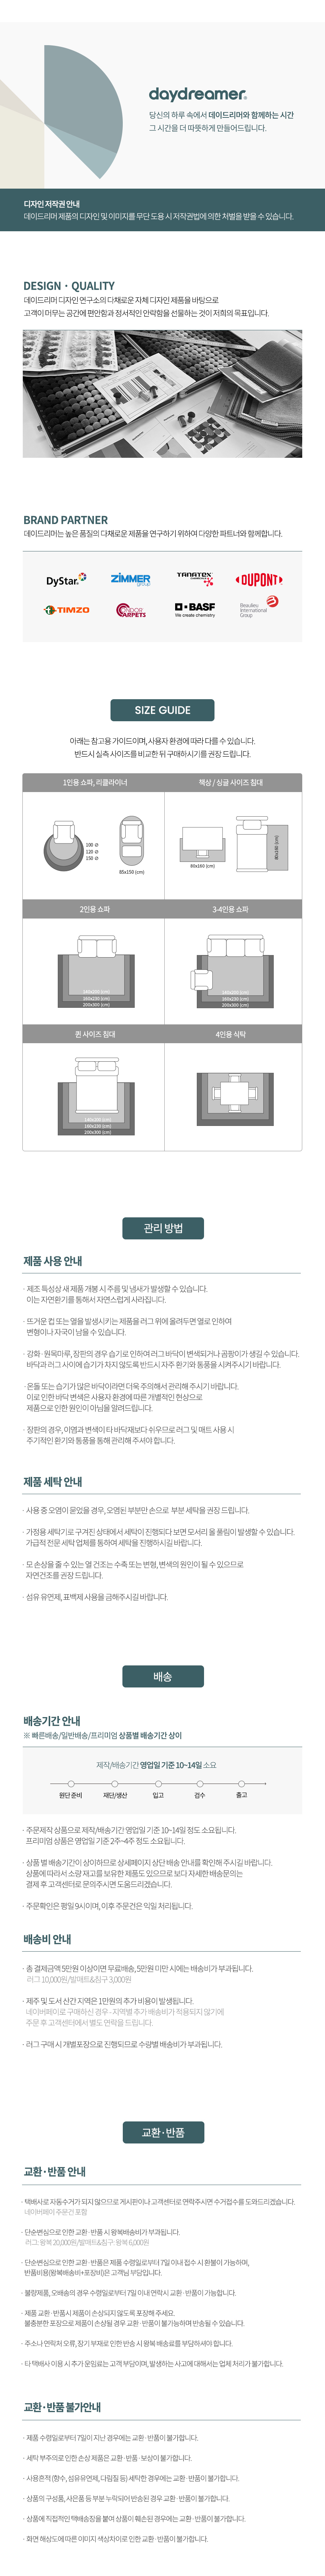 daydreamer
당신의 하루 속에서 데이드리머와 함께하는 시간
그 시간을 더 따뜻하게 만들어드립니다.
디자인 저작권 안내
데이드리머 제품의 디자인 및 이미지를 무단 도용 시 저작권법에 의한 처벌을 받을 수 있습니다.
DESIGN · QUALITY
데이드리머 디자인 연구소의 다채로운 자체 디자인 제품을 바탕으로
고객이 머무는 공간에 편안함과 정서적인 안락함을 선물하는 것이 저희의 목표입니다.
BRAND PARTNER
데이드리머는 높은 품질의 다채로운 제품을 연구하기 위하여 다양한 파트너와 함께합니다.
DyStar.
ZIMMER
TANATEX
DUPONT
TIMZO
CONDOR CARPETS
BASF
We create chemistry
Beaulieu
International
Group
SIZE GUIDE
아래는 참고용 가이드이며, 사용자 환경에 따라 다를 수 있습니다.
반드시 실측 사이즈를 비교한 뒤 구매하시기를 권장 드립니다.
1인용 쇼파, 리클라이너
책상 / 싱글 사이즈 침대
100 Ø
120 Ø
150 Ø
85x150 (cm)
80x160 (cm)
2인용 쇼파
3-4인용 쇼파
140x200 (cm)
160x230 (cm)
200x300 (cm)
140x200 (cm)
160x230 (cm)
200x300 (cm)
퀸 사이즈 침대
4인용 식탁
140x200 (cm)
160x230 (cm)
200x300 (cm)
관리 방법
제품 사용 안내
· 제조 특성상 새 제품 개봉 시 주름 및 냄새가 발생할 수 있습니다.
이는 자연환기를 통해서 자연스럽게 사라집니다.
· 뜨거운 컵 또는 열을 발생시키는 제품을 러그 위에 올려두면 열로 인하여
변형이나 자국이 남을 수 있습니다.
· 강화·원목마루, 장판의 경우 습기로 인하여 러그 바닥이 변색되거나 곰팡이가 생길 수 있습니다.
바닥과 러그 사이에 습기가 차지 않도록 반드시 자주 환기와 통풍을 시켜주시기 바랍니다.
· 온돌 또는 습기가 많은 바닥이라면 더욱 주의해서 관리해 주시기 바랍니다.
이로 인한 바닥 변색은 사용자 환경에 따른 개별적인 현상으로
제품으로 인한 원인이 아님을 알려드립니다.
· 장판의 경우, 이염과 변색이 타 바닥재보다 쉬우므로 러그 및 매트 사용 시
주기적인 환기와 통풍을 통해 관리해 주셔야 합니다.
제품 세탁 안내
· 사용 중 오염이 묻었을 경우, 오염된 부분만 손으로 부분 세탁을 권장 드립니다.
· 가정용 세탁기로 구겨진 상태에서 세탁이 진행되다 보면 모서리 올 풀림이 발생할 수 있습니다.
가급적 전문 세탁 업체를 통하여 세탁을 진행하시길 바랍니다.
· 모 손상을 줄 수 있는 열 건조는 수축 또는 변형, 변색의 원인이 될 수 있으므로
자연건조를 권장 드립니다.
· 섬유 유연제, 표백제 사용을 금해주시길 바랍니다.
배송
배송기간 안내
※ 빠른배송/일반배송/프리미엄 상품별 배송기간 상이
제작/배송기간 영업일 기준 10~14일 소요
원단 준비
재단/생산
입고
검수
출고
· 주문제작 상품으로 제작/배송기간 영업일 기준 10~14일 정도 소요됩니다.
프리미엄 상품은 영업일 기준 2주~4주 정도 소요됩니다.
· 상품 별 배송기간이 상이하므로 상세페이지 상단 배송 안내를 확인해 주시길 바랍니다.
상품에 따라서 소량 재고를 보유한 제품도 있으므로 보다 자세한 배송문의는
결제 후 고객센터로 문의주시면 도움드리겠습니다.
· 주문확인은 평일 9시이며, 이후 주문건은 익일 처리됩니다.
배송비 안내
· 총 결제금액 5만원 이상이면 무료배송, 5만원 미만 시에는 배송비가 부과됩니다.
러그 10,000원/발매트&침구 3,000원
· 제주 및 도서 산간 지역은 1만원의 추가 비용이 발생됩니다.
네이버페이로 구매하신 경우 · 지역별 추가 배송비가 적용되지 않기에
주문 후 고객센터에서 별도 연락을 드립니다.
· 러그 구매 시 개별포장으로 진행되므로 수량별 배송비가 부과됩니다.
교환·반품
교환·반품 안내
· 택배사로 자동수거가 되지 않으므로 게시판이나 고객센터로 연락주시면 수거접수를 도와드리겠습니다.
네이버페이 주문건 포함
· 단순변심으로 인한 교환·반품 시 왕복배송비가 부과됩니다.
러그: 왕복 20,000원/발매트&침구: 왕복 6,000원
· 단순변심으로 인한 교환·반품은 제품 수령일로부터 7일 이내 접수 시 환불이 가능하며,
반품비용(왕복배송비+포장비)은 고객님 부담입니다.
· 불량제품, 오배송의 경우 수령일로부터 7일 이내 연락시 교환·반품이 가능합니다.
· 제품 교환·반품시 제품이 손상되지 않도록 포장해 주세요.
불충분한 포장으로 제품이 손상될 경우 교환·반품이 불가능하며 반송될 수 있습니다.
· 주소나 연락처 오류, 장기 부재로 인한 반송 시 왕복 배송료를 부담하셔야 합니다.
· 타 택배사 이용 시 추가 운임료는 고객 부담이며, 발생하는 사고에 대해서는 업체 처리가 불가합니다.
교환·반품 불가안내
· 제품 수령일로부터 7일이 지난 경우에는 교환·반품이 불가합니다.
· 세탁 부주의로 인한 손상 제품은 교환·반품·보상이 불가합니다.
· 사용흔적 (향수, 섬유유연제, 다림질 등) 세탁한 경우에는 교환·반품이 불가합니다.
· 상품의 구성품, 사은품 등 부분 누락되어 반송된 경우 교환·반품이 불가합니다.
· 상품에 직접적인 택배송장을 붙여 상품이 훼손된 경우에는 교환·반품이 불가합니다.
· 화면 해상도에 따른 이미지 색상차이로 인한 교환·반품이 불가합니다.